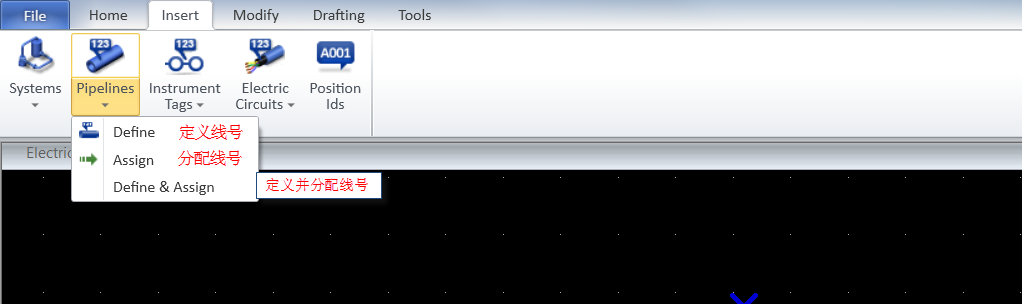 File Home Insert Modify Drafting Tools
123 123 123 A001
Systems Pipelines Instrument Tags Electric Circuits Position Ids
Define 定义线号
Assign 分配线号
Electric
Define & Assign 定义并分配线号